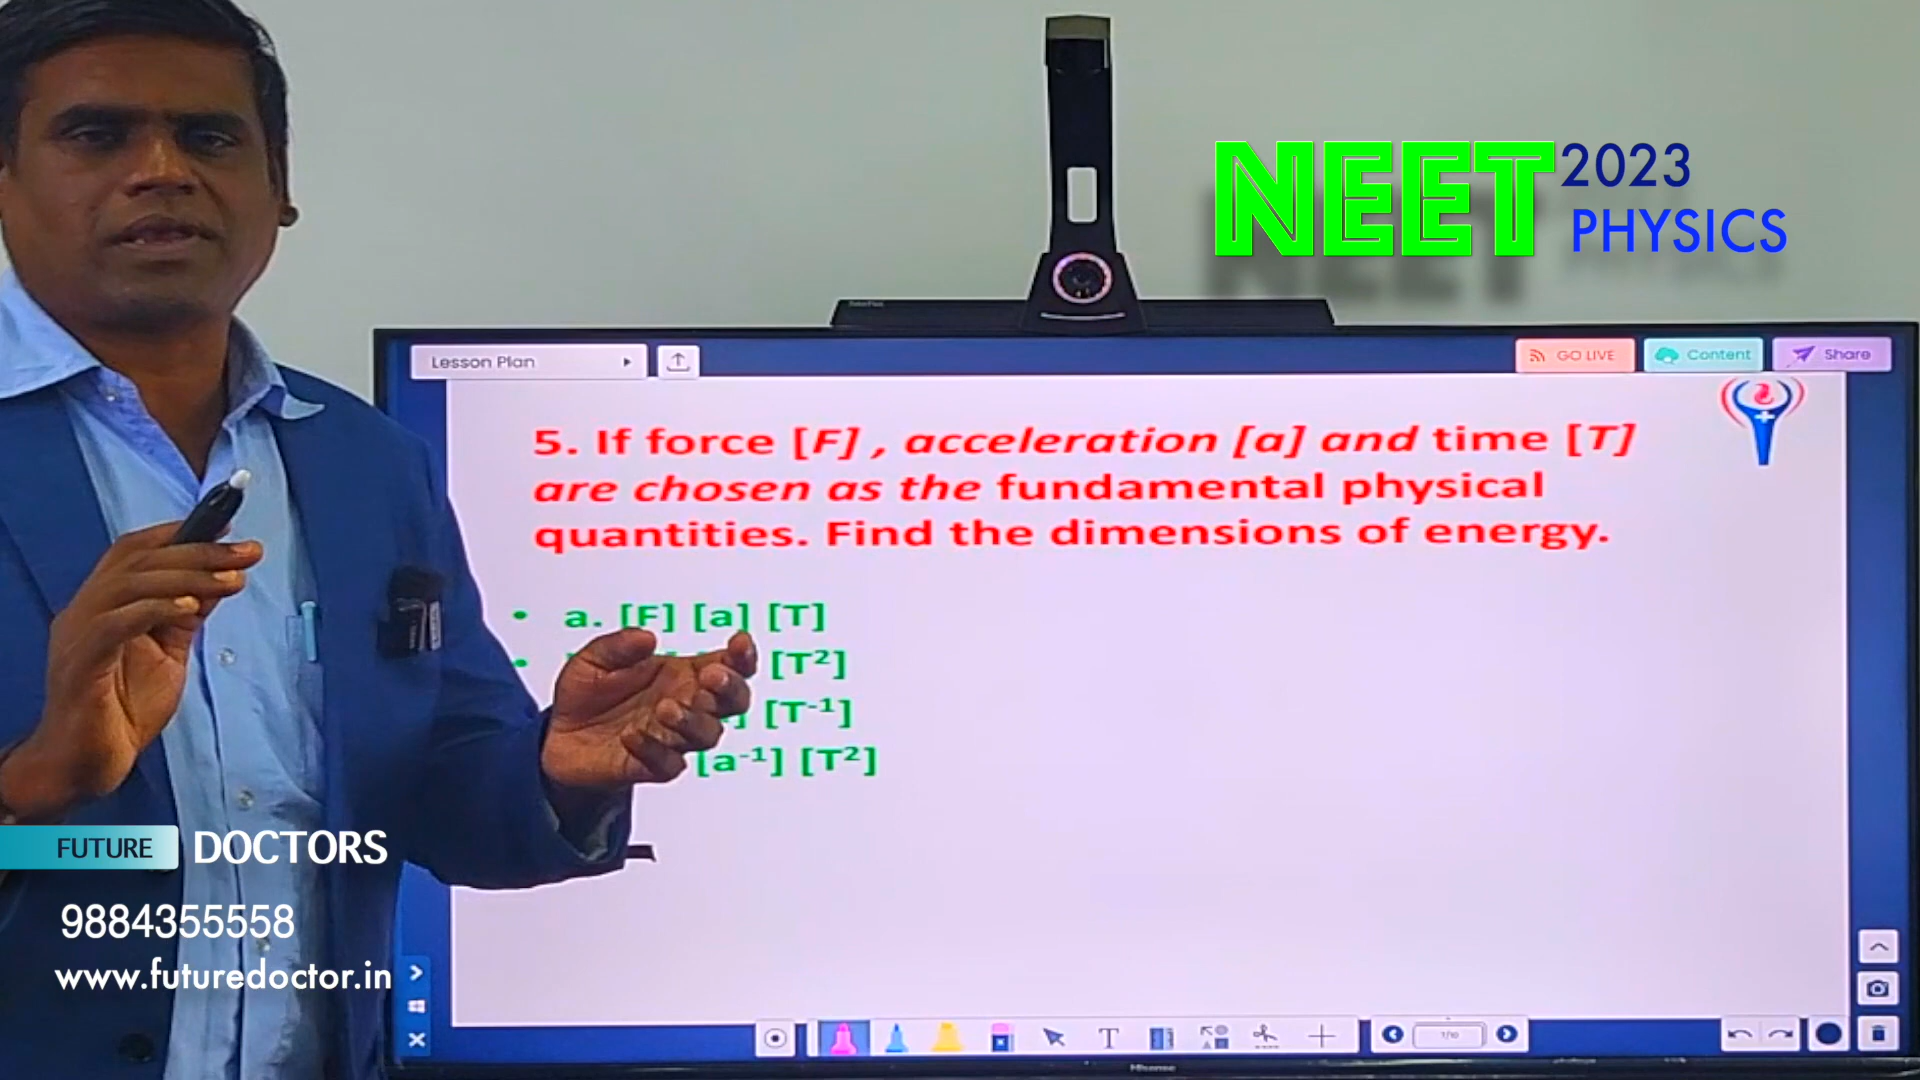 NEET 2023
PHYSICS
Lesson Plan
GO LIVE
Content
Share
5. If force [F] , acceleration [a] and time [T]
are chosen as the fundamental physical
quantities. Find the dimensions of energy.
• a. [F] [a] [T]
• [T²]
] [T⁻¹]
[a⁻¹] [T²]
FUTURE DOCTORS
9884355558
www.futuredoctor.in
T
Hisense